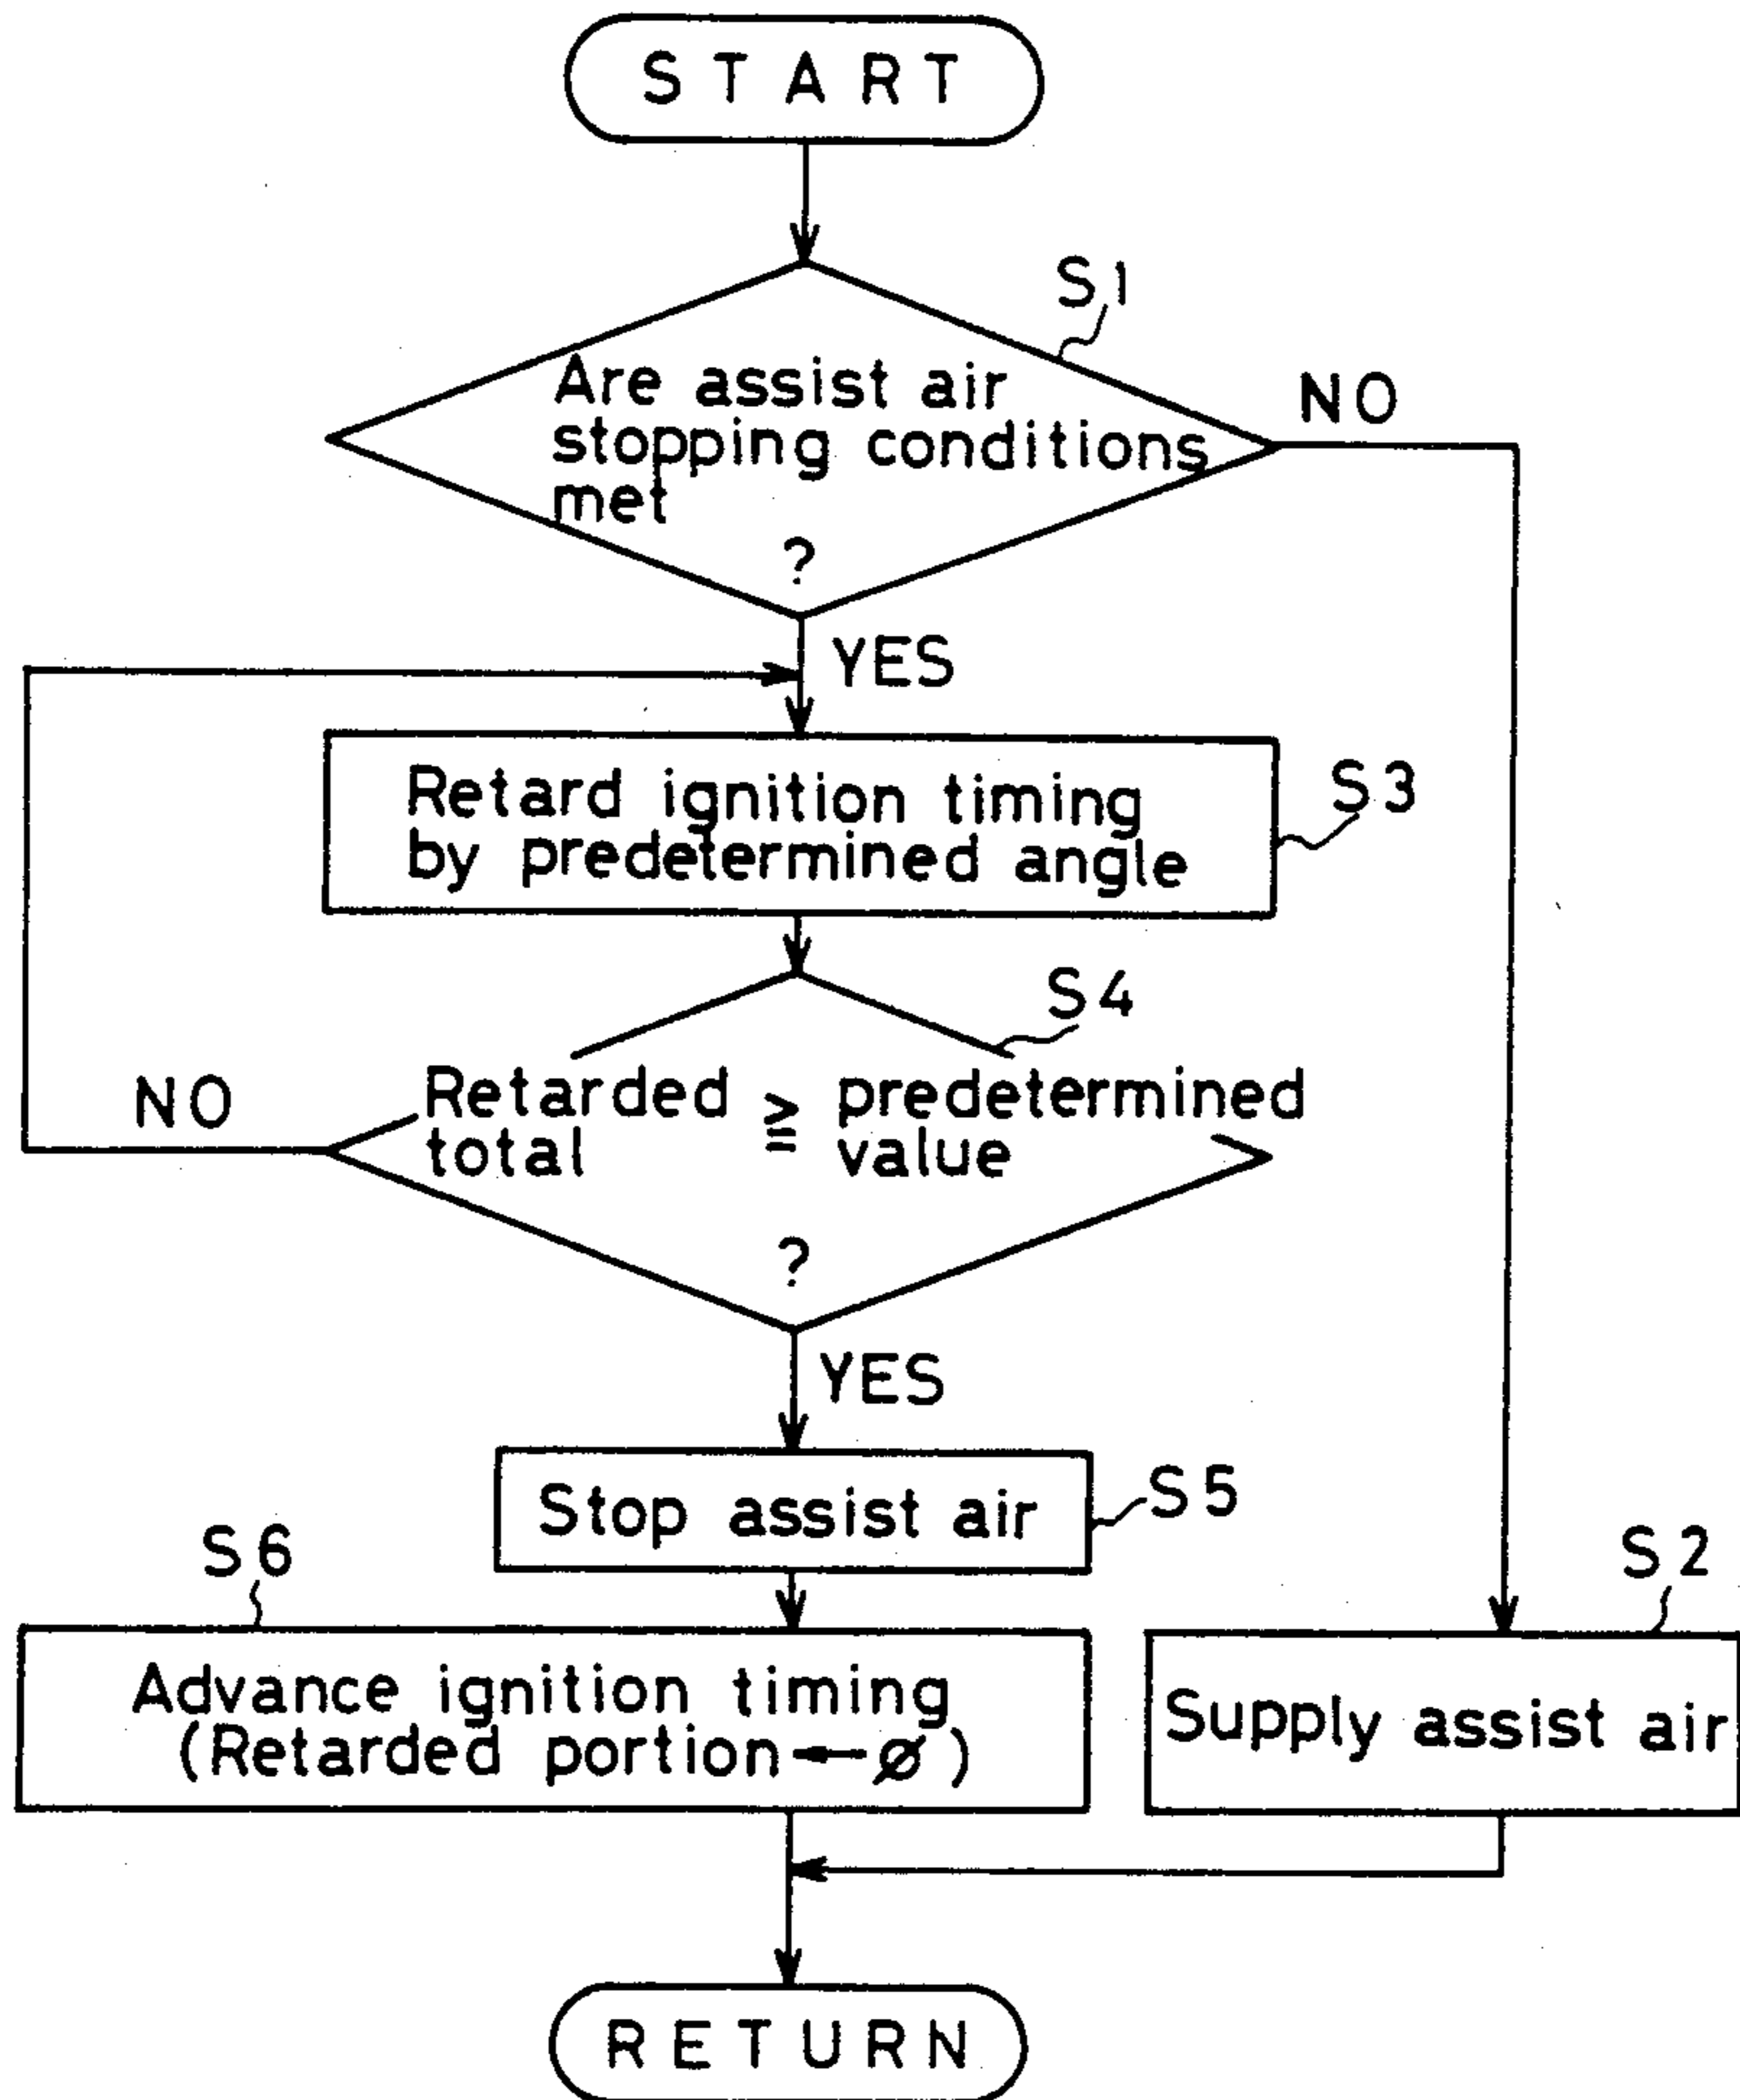 START
S1
Are assist air
stopping conditions
met
?
NO
YES
Retard ignition timing
by predetermined angle
S3
S4
Retarded ≧ predetermined
total value
?
NO
YES
Stop assist air
S5
S6
Advance ignition timing
(Retarded portion←∅)
S2
Supply assist air
RETURN